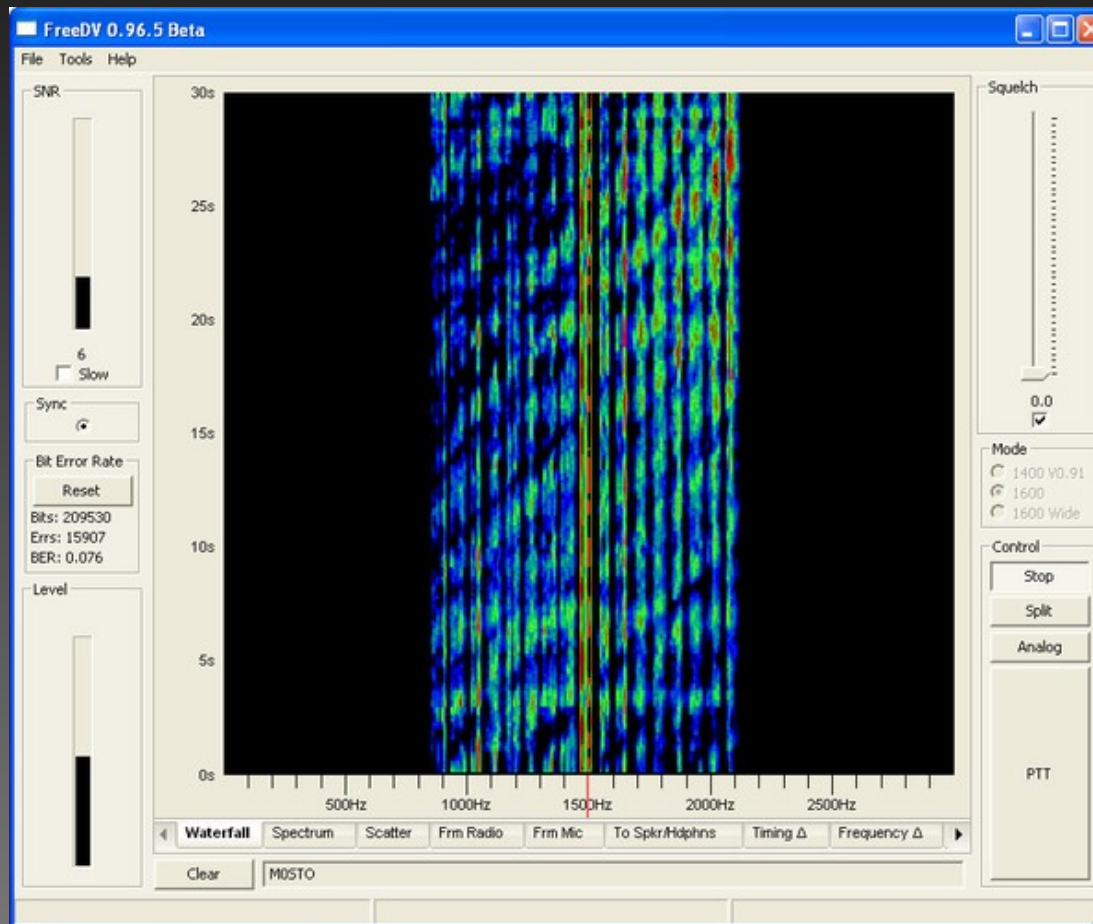 FreeDV 0.96.5 Beta
File Tools Help
SNR
6
Slow
Sync
Bit Error Rate
Reset
Bits: 209530
Errs: 15907
BER: 0.076
Level
30s
25s
20s
15s
10s
5s
0s
500Hz 1000Hz 1500Hz 2000Hz 2500Hz
Waterfall Spectrum Scatter Frm Radio Frm Mic To Spkr/Hdphns Timing Δ Frequency Δ
Clear M0STO
Squelch
0.0
Mode
1400 V0.91
1600
1600 Wide
Control
Stop
Split
Analog
PTT